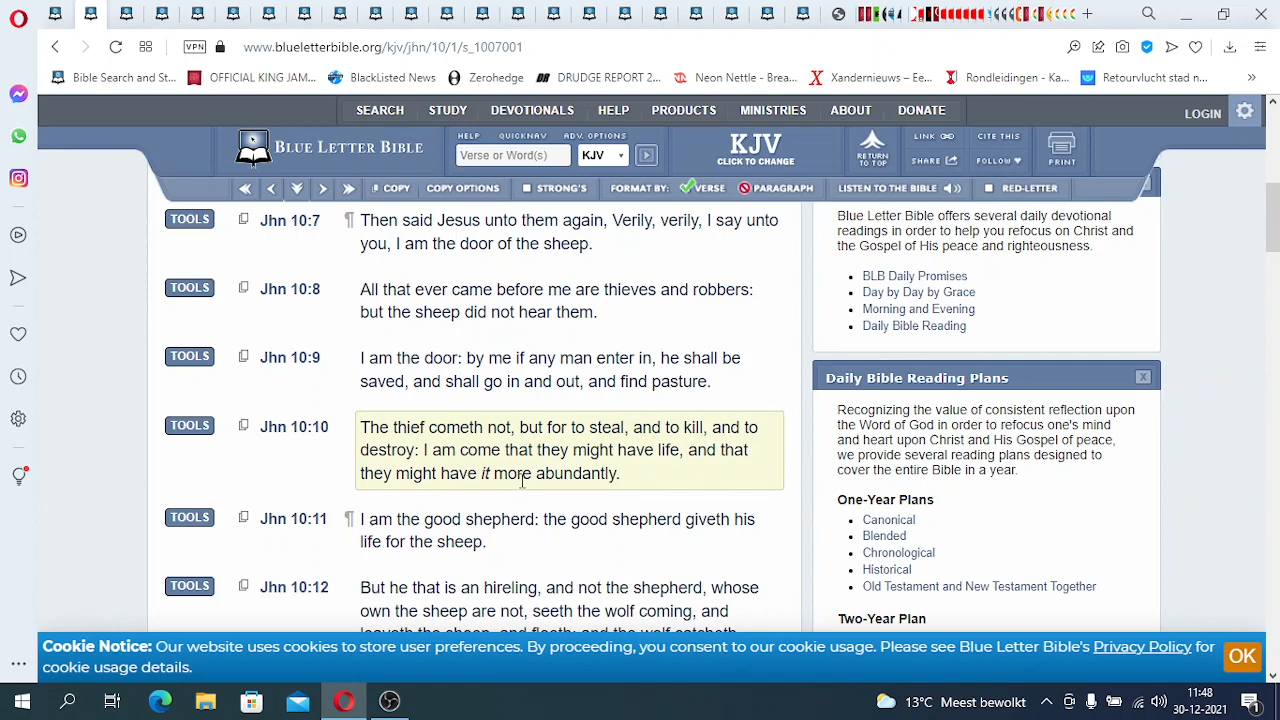 www.blueletterbible.org/kjv/jhn/10/1/s_1007001
VPN
Bible Search and St...
OFFICIAL KING JAM...
BlackListed News
Zerohedge
DRUDGE REPORT 2...
Neon Nettle - Brea...
Xandernieuws – Ee...
Rondleidingen - Ka...
Retourvlucht stad n...
»
SEARCH STUDY DEVOTIONALS HELP PRODUCTS MINISTRIES ABOUT DONATE
LOGIN
BLUE LETTER BIBLE
HELP QUICKNAV ADV. OPTIONS
Verse or Word(s)
KJV
KJV
CLICK TO CHANGE
RETURN
TO TOP
LINK
CITE THIS
SHARE
FOLLOW
PRINT
COPY
COPY OPTIONS
STRONG'S
FORMAT BY:
VERSE
PARAGRAPH
LISTEN TO THE BIBLE
RED-LETTER
TOOLS Jhn 10:7 ¶ Then said Jesus unto them again, Verily, verily, I say unto
you, I am the door of the sheep.
TOOLS Jhn 10:8 All that ever came before me are thieves and robbers:
but the sheep did not hear them.
TOOLS Jhn 10:9 I am the door: by me if any man enter in, he shall be
saved, and shall go in and out, and find pasture.
TOOLS Jhn 10:10 The thief cometh not, but for to steal, and to kill, and to
destroy: I am come that they might have life, and that
they might have it more abundantly.
TOOLS Jhn 10:11 ¶ I am the good shepherd: the good shepherd giveth his
life for the sheep.
TOOLS Jhn 10:12 But he that is an hireling, and not the shepherd, whose
own the sheep are not, seeth the wolf coming, and
Blue Letter Bible offers several daily devotional
readings in order to help you refocus on Christ and
the Gospel of His peace and righteousness.
BLB Daily Promises
Day by Day by Grace
Morning and Evening
Daily Bible Reading
Daily Bible Reading Plans
X
Recognizing the value of consistent reflection upon
the Word of God in order to refocus one's mind
and heart upon Christ and His Gospel of peace,
we provide several reading plans designed to
cover the entire Bible in a year.
One-Year Plans
Canonical
Blended
Chronological
Historical
Old Testament and New Testament Together
Two-Year Plan
Cookie Notice: Our website uses cookies to store user preferences. By proceeding, you consent to our cookie usage. Please see Blue Letter Bible's Privacy Policy for
cookie usage details.
OK
13°C Meest bewolkt
11:48
30-12-2021
1